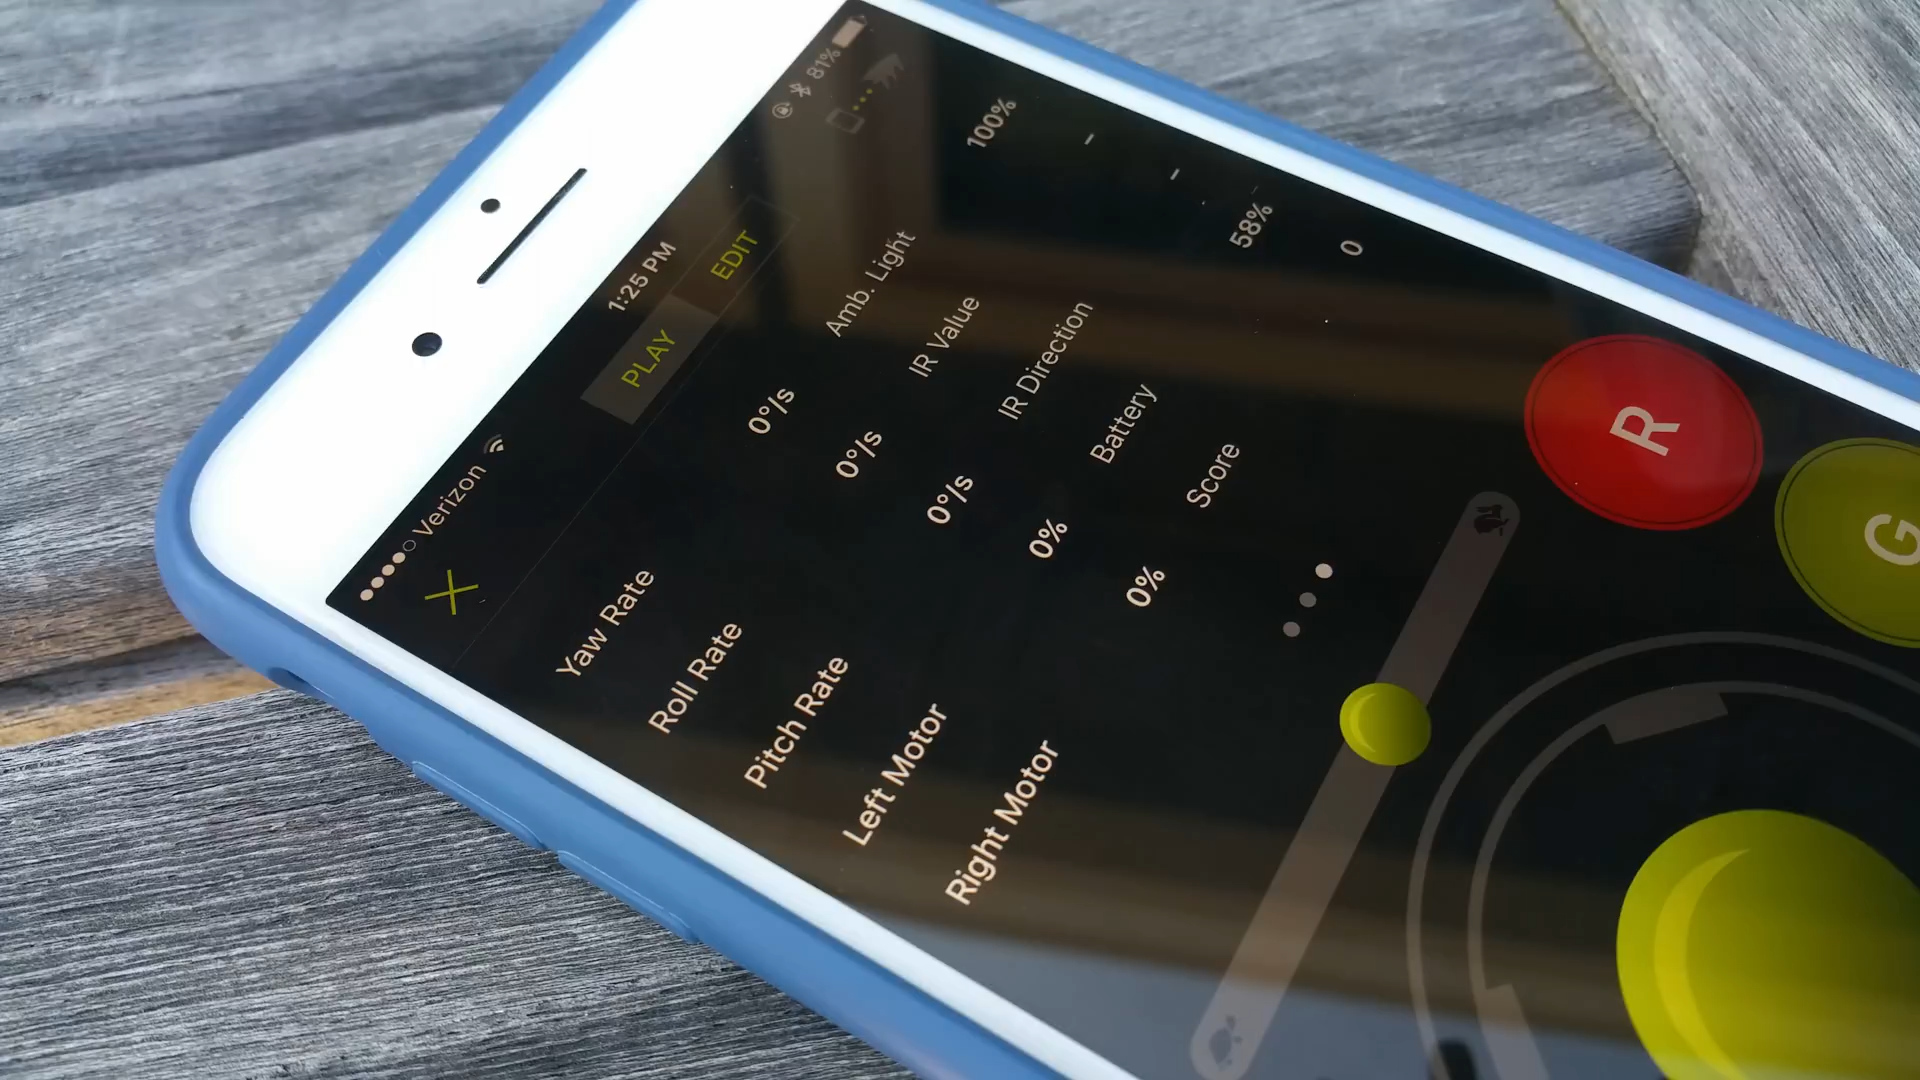 Verizon 1:25 PM 81%
PLAY EDIT
Yaw Rate 0°/s Amb. Light 100%
Roll Rate 0°/s IR Value -
Pitch Rate 0°/s IR Direction -
Left Motor 0% Battery 58%
Right Motor 0% Score 0
R
G